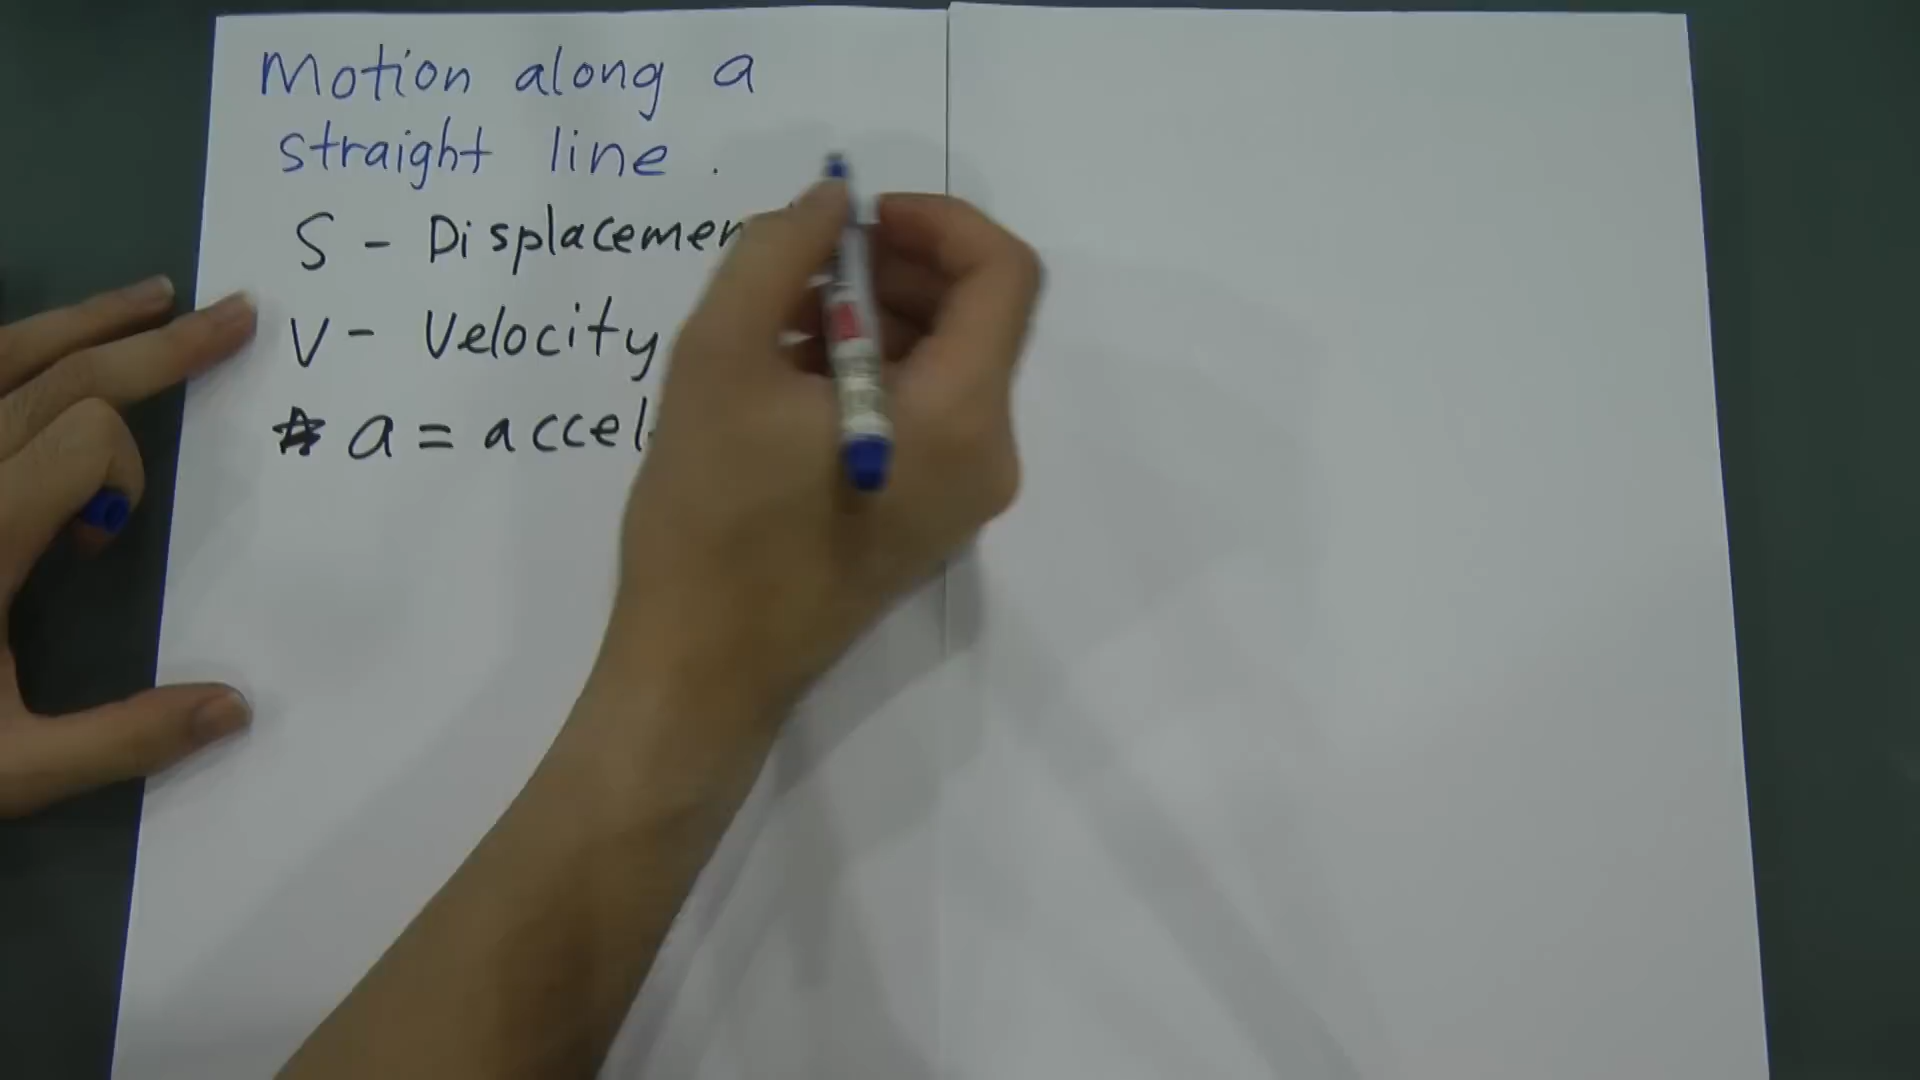 Motion along a
straight line .
S - Displacemen
V - Velocity
* a = accel